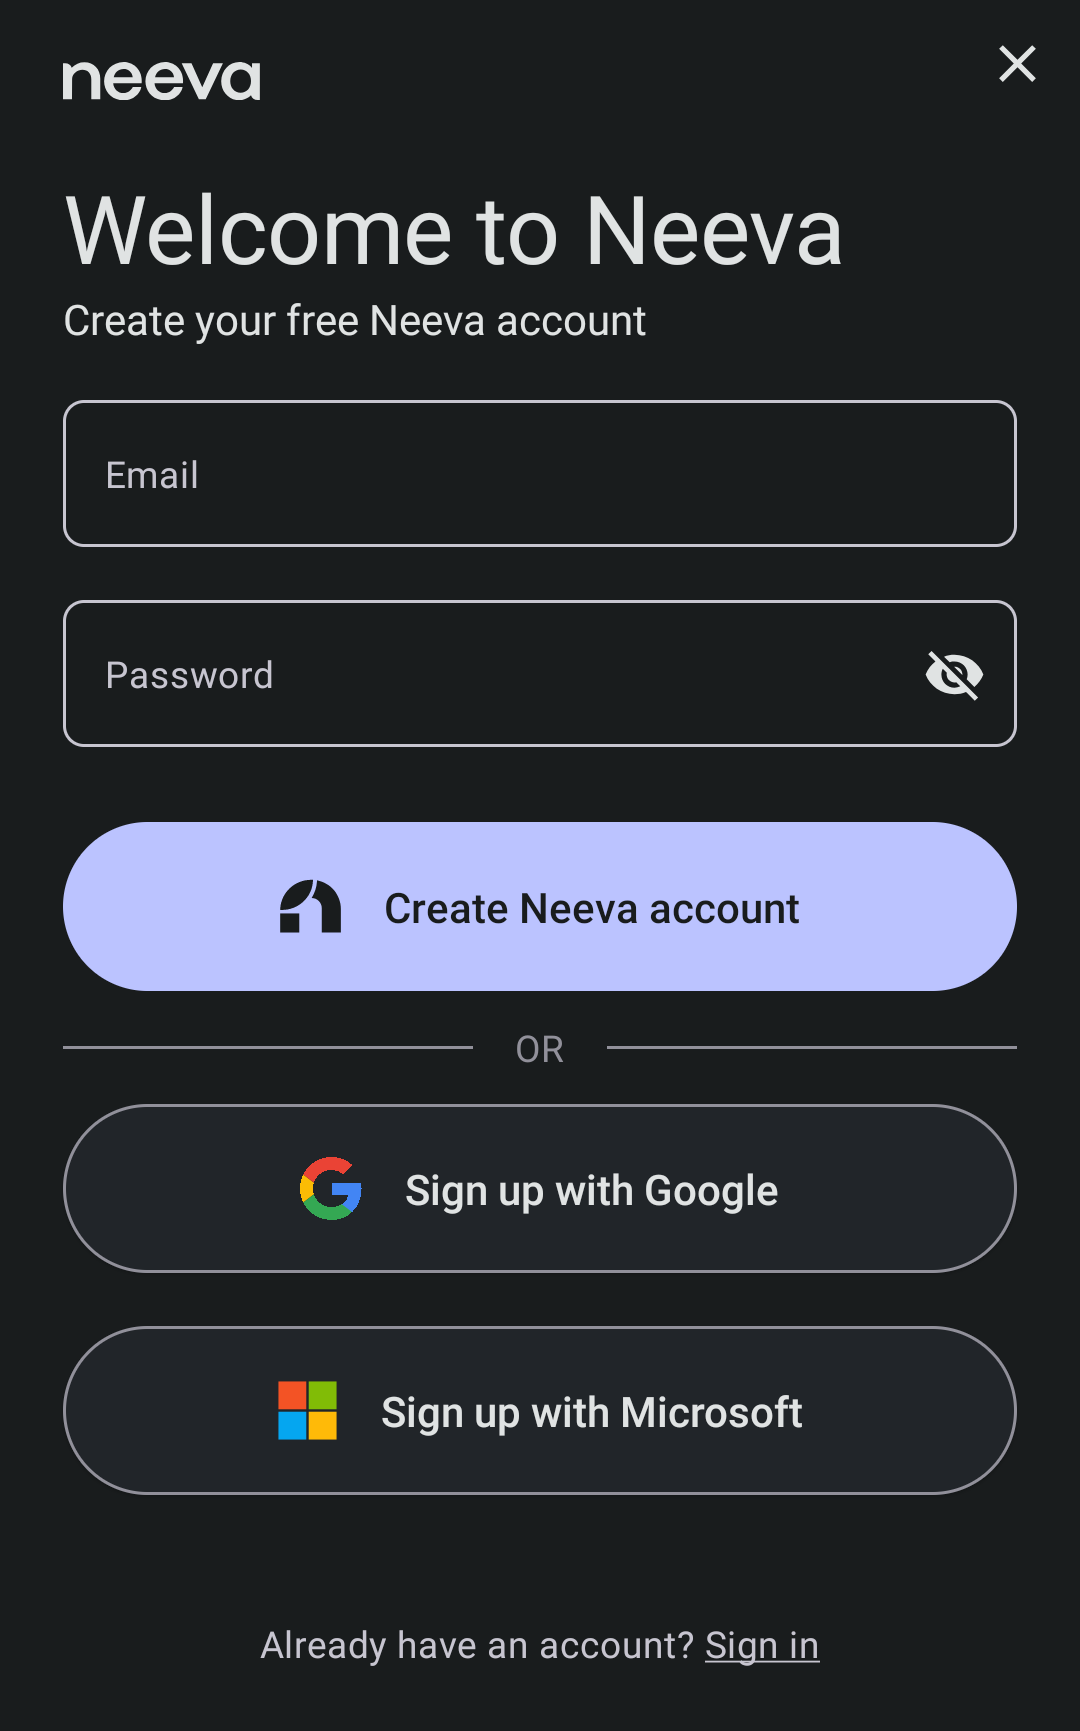 neeva
Welcome to Neeva
Create your free Neeva account
Email
Password
Create Neeva account
OR
Sign up with Google
Sign up with Microsoft
Already have an account? Sign in